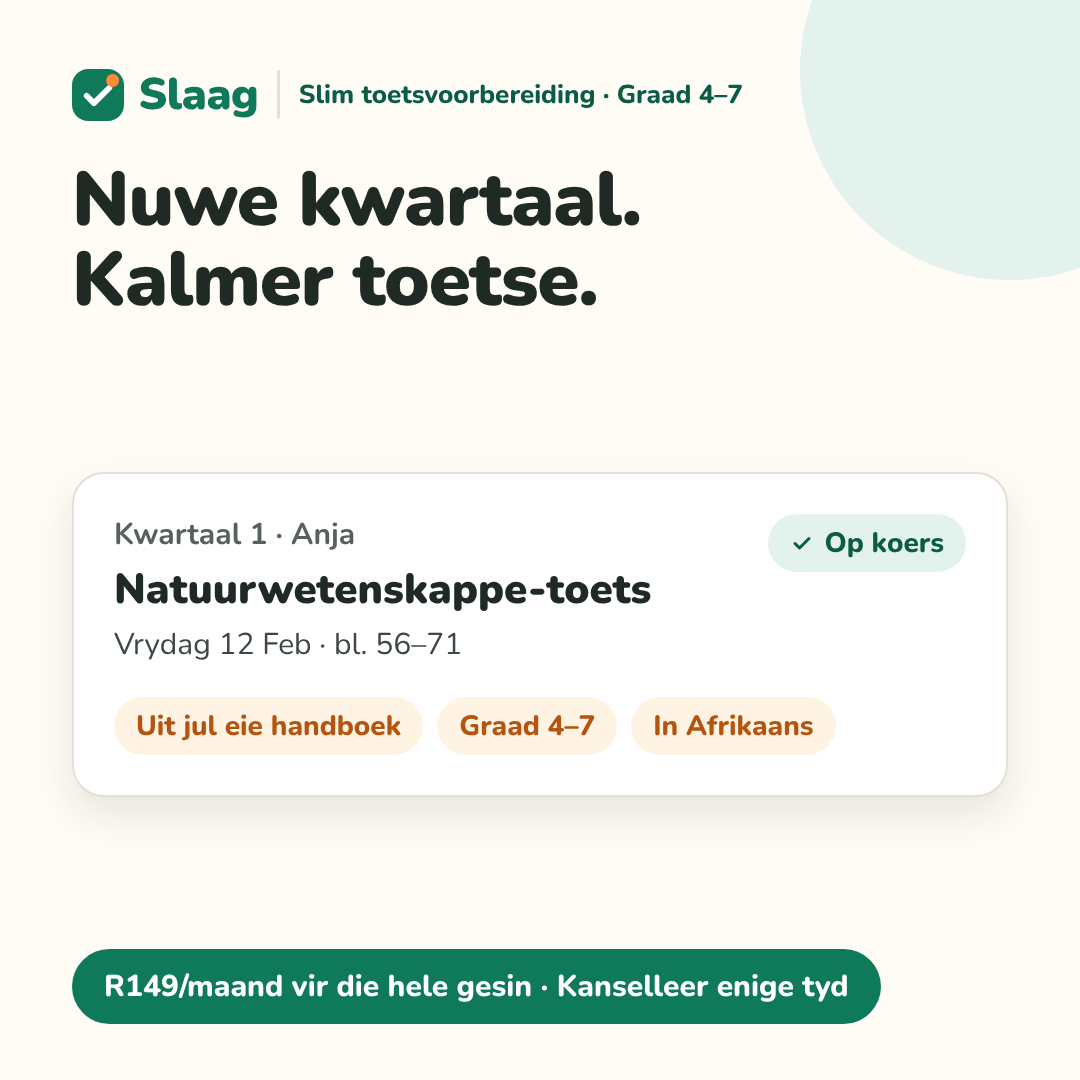 Slaag
Slim toetsvoorbereiding · Graad 4–7
Nuwe kwartaal.
Kalmer toetse.
Kwartaal 1 · Anja
Op koers
Natuurwetenskappe-toets
Vrydag 12 Feb · bl. 56–71
Uit jul eie handboek
Graad 4–7
In Afrikaans
R149/maand vir die hele gesin · Kanselleer enige tyd